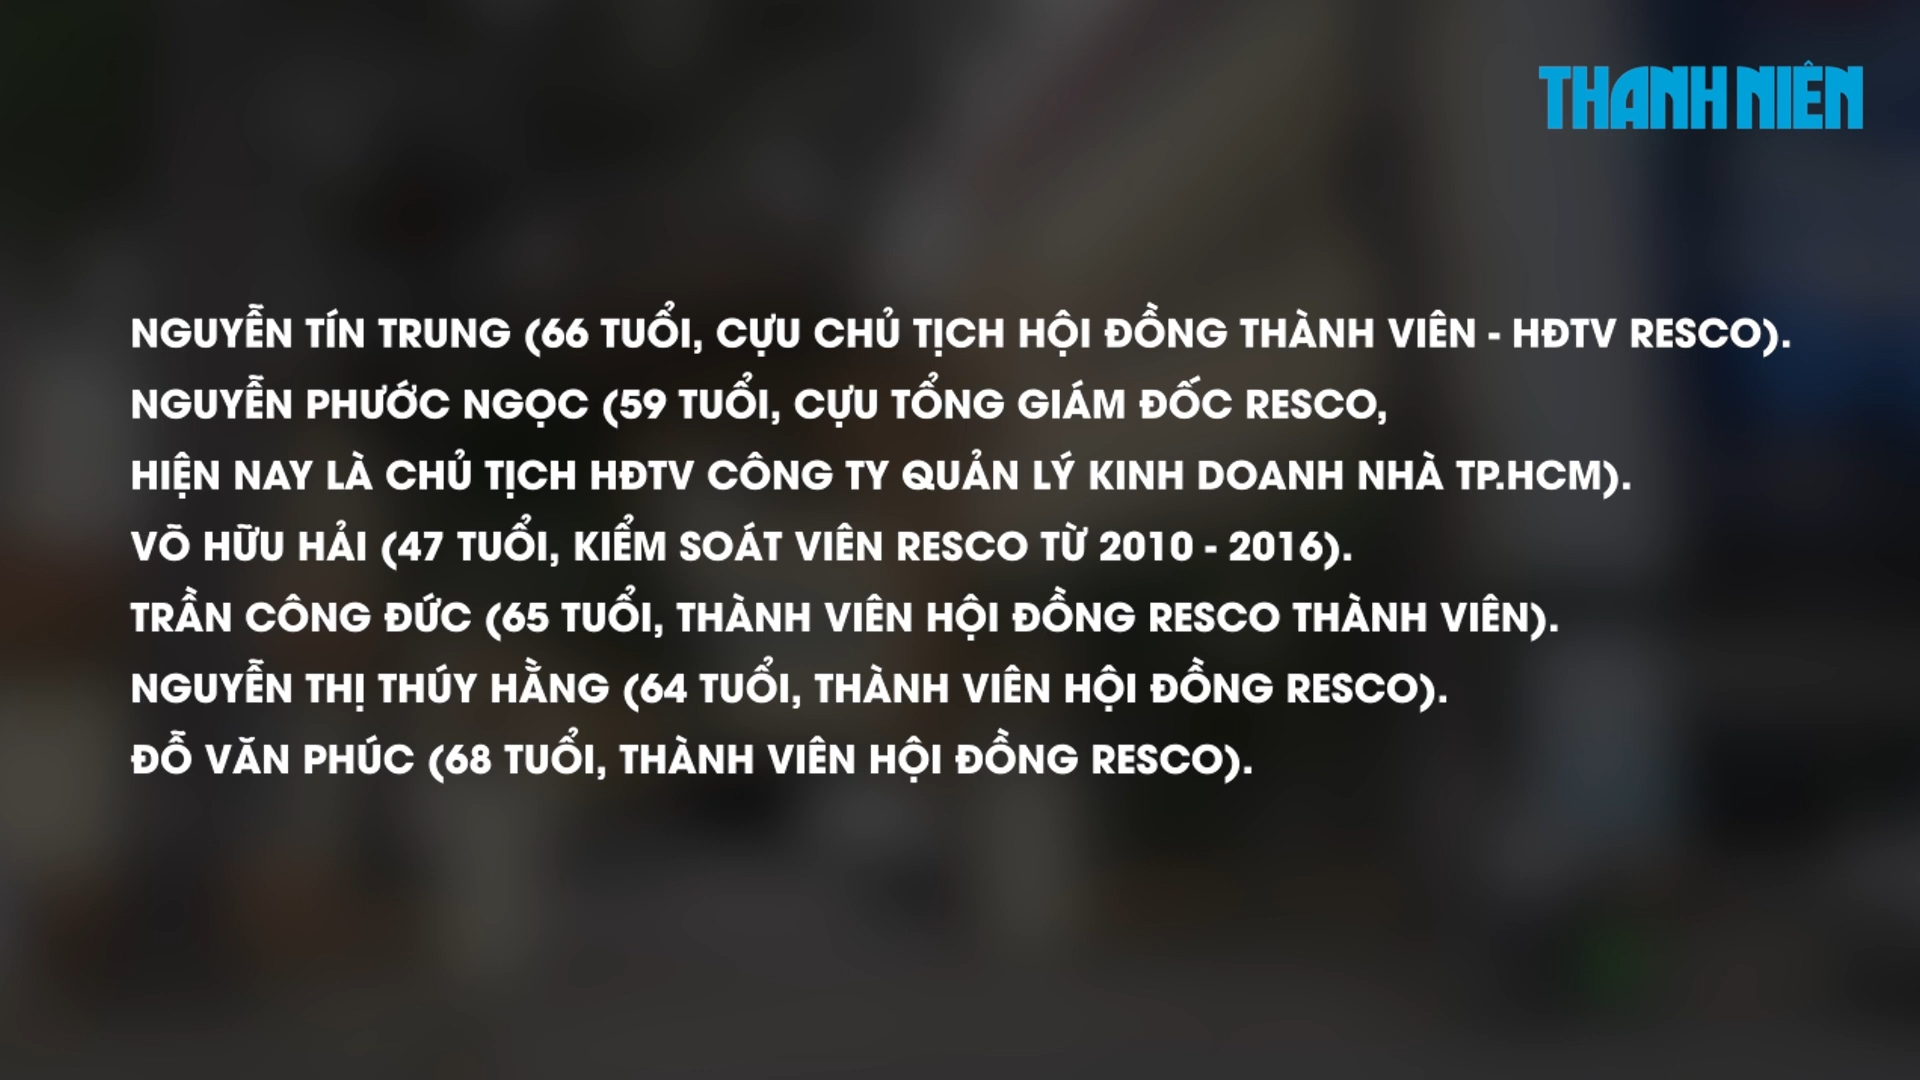 THANH NIÊN
NGUYỄN TÍN TRUNG (66 TUỔI, CỰU CHỦ TỊCH HỘI ĐỒNG THÀNH VIÊN - HĐTV RESCO).
NGUYỄN PHƯỚC NGỌC (59 TUỔI, CỰU TỔNG GIÁM ĐỐC RESCO,
HIỆN NAY LÀ CHỦ TỊCH HĐTV CÔNG TY QUẢN LÝ KINH DOANH NHÀ TP.HCM).
VÕ HỮU HẢI (47 TUỔI, KIỂM SOÁT VIÊN RESCO TỪ 2010 - 2016).
TRẦN CÔNG ĐỨC (65 TUỔI, THÀNH VIÊN HỘI ĐỒNG RESCO THÀNH VIÊN).
NGUYỄN THỊ THÚY HẰNG (64 TUỔI, THÀNH VIÊN HỘI ĐỒNG RESCO).
ĐỖ VĂN PHÚC (68 TUỔI, THÀNH VIÊN HỘI ĐỒNG RESCO).